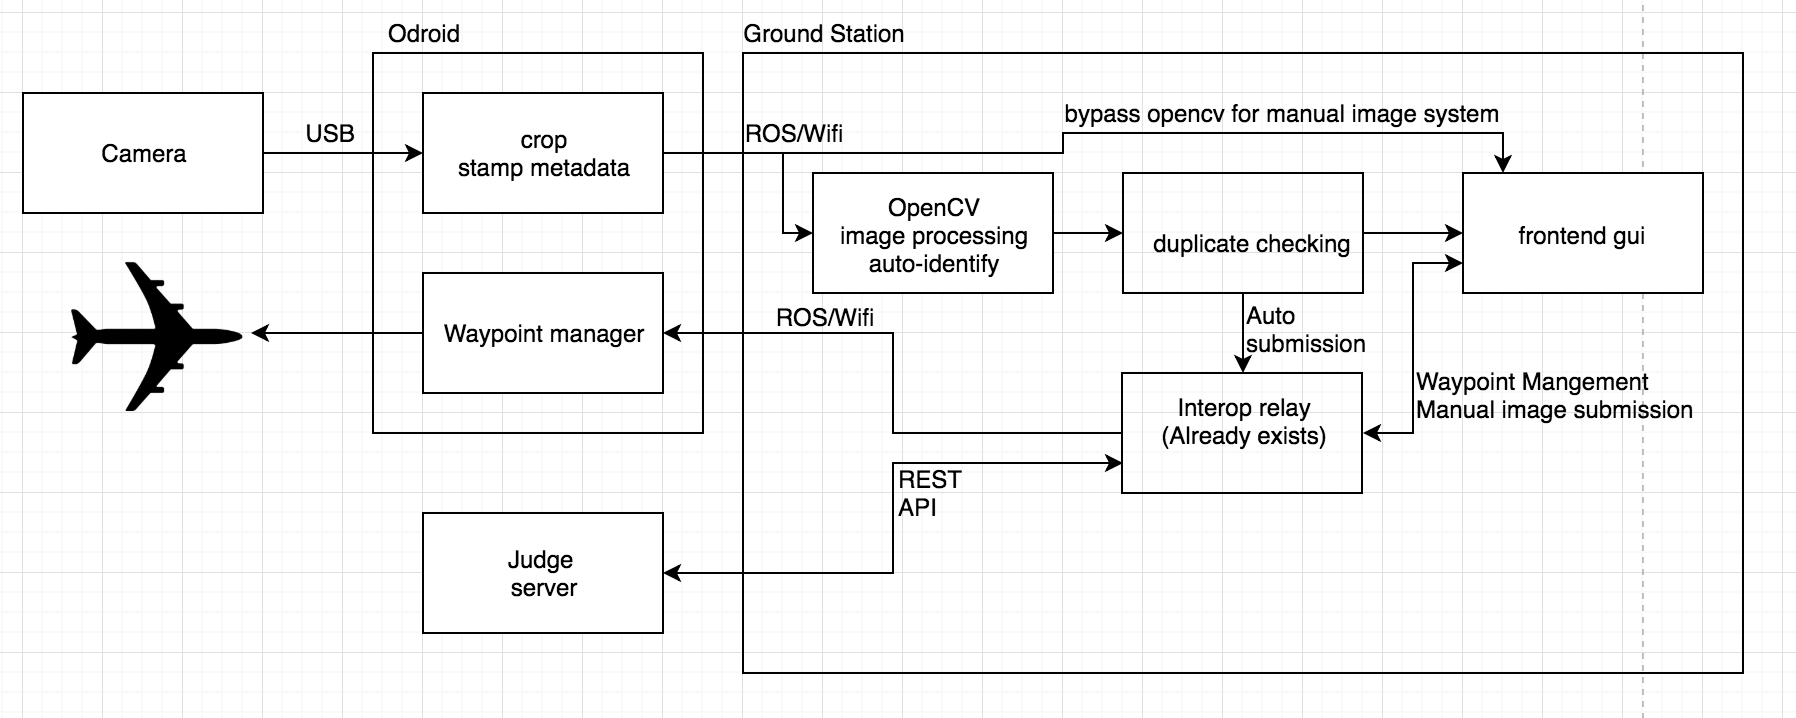 Odroid
Ground Station
Camera
USB
crop
stamp metadata
ROS/Wifi
bypass opencv for manual image system
OpenCV
image processing
auto-identify
duplicate checking
frontend gui
Waypoint manager
ROS/Wifi
Auto
submission
Interop relay
(Already exists)
Waypoint Mangement
Manual image submission
REST
API
Judge
server